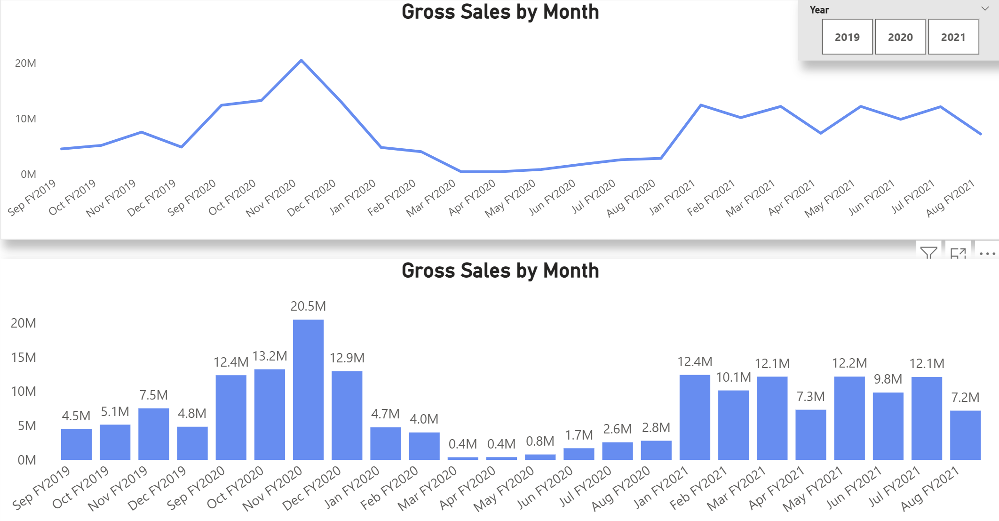 Gross Sales by Month
Year
2019 2020 2021
20M
10M
0M
Sep FY2019 Oct FY2019 Nov FY2019 Dec FY2019 Sep FY2020 Oct FY2020 Nov FY2020 Dec FY2020 Jan FY2020 Feb FY2020 Mar FY2020 Apr FY2020 May FY2020 Jun FY2020 Jul FY2020 Aug FY2020 Jan FY2021 Feb FY2021 Mar FY2021 Apr FY2021 May FY2021 Jun FY2021 Jul FY2021 Aug FY2021
Gross Sales by Month
20M
15M
10M
5M
0M
4.5M 5.1M 7.5M 4.8M 12.4M 13.2M 20.5M 12.9M 4.7M 4.0M 0.4M 0.4M 0.8M 1.7M 2.6M 2.8M 12.4M 10.1M 12.1M 7.3M 12.2M 9.8M 12.1M 7.2M
Sep FY2019 Oct FY2019 Nov FY2019 Dec FY2019 Sep FY2020 Oct FY2020 Nov FY2020 Dec FY2020 Jan FY2020 Feb FY2020 Mar FY2020 Apr FY2020 May FY2020 Jun FY2020 Jul FY2020 Aug FY2020 Jan FY2021 Feb FY2021 Mar FY2021 Apr FY2021 May FY2021 Jun FY2021 Jul FY2021 Aug FY2021